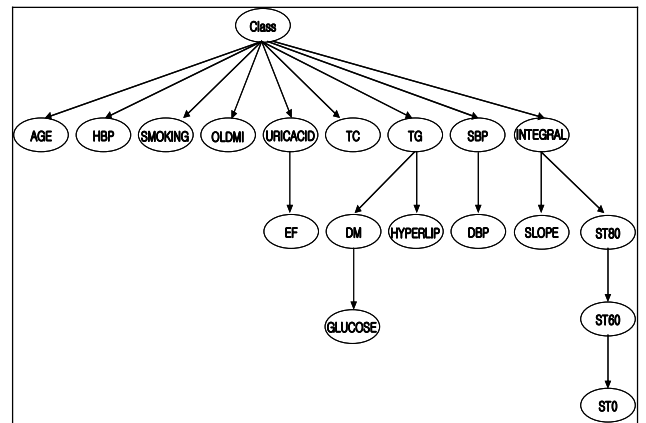 Class
AGE HBP SMOKING OLDMI URICACID TC TG SBP INTEGRAL
EF DM HYPERLIP DBP SLOPE ST80
GLUCOSE ST60
ST0